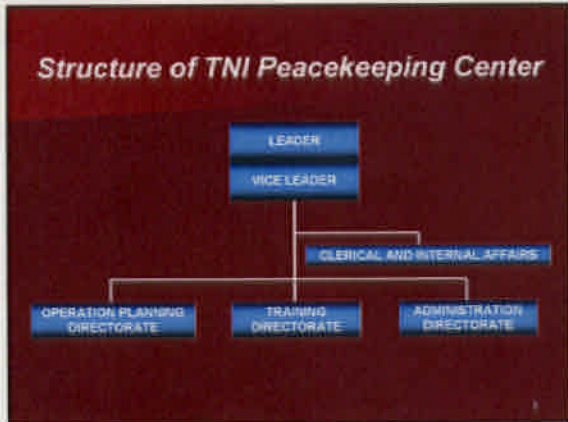 Structure of TNI Peacekeeping Center
LEADER
VICE LEADER
CLERICAL AND INTERNAL AFFAIRS
OPERATION PLANNING
DIRECTORATE
TRAINING
DIRECTORATE
ADMINISTRATION
DIRECTORATE